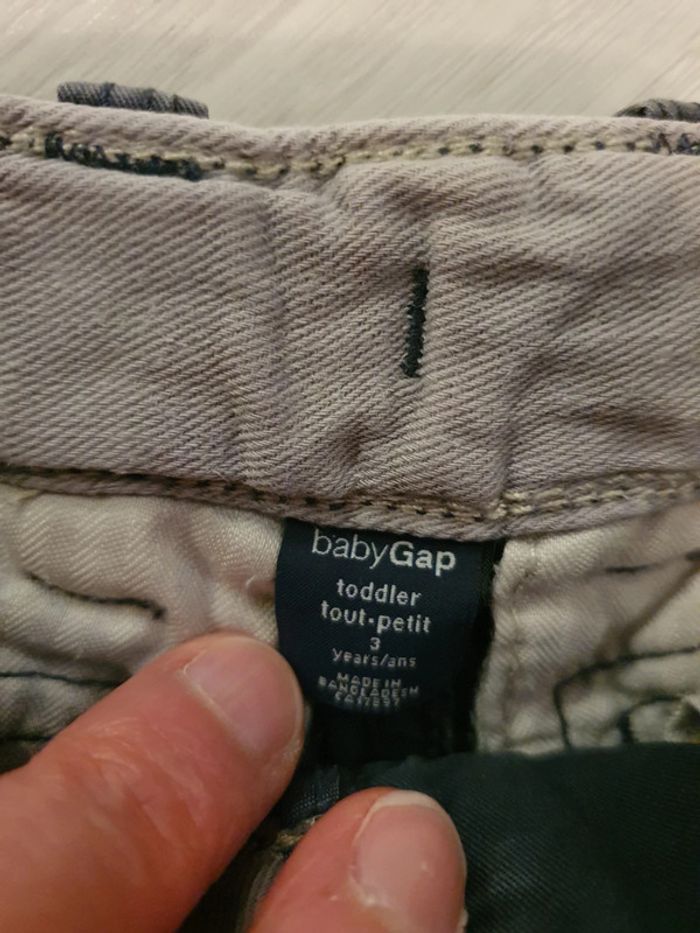 babyGap
toddler
tout-petit
3
years/ans
MADE IN
BANGLADESH